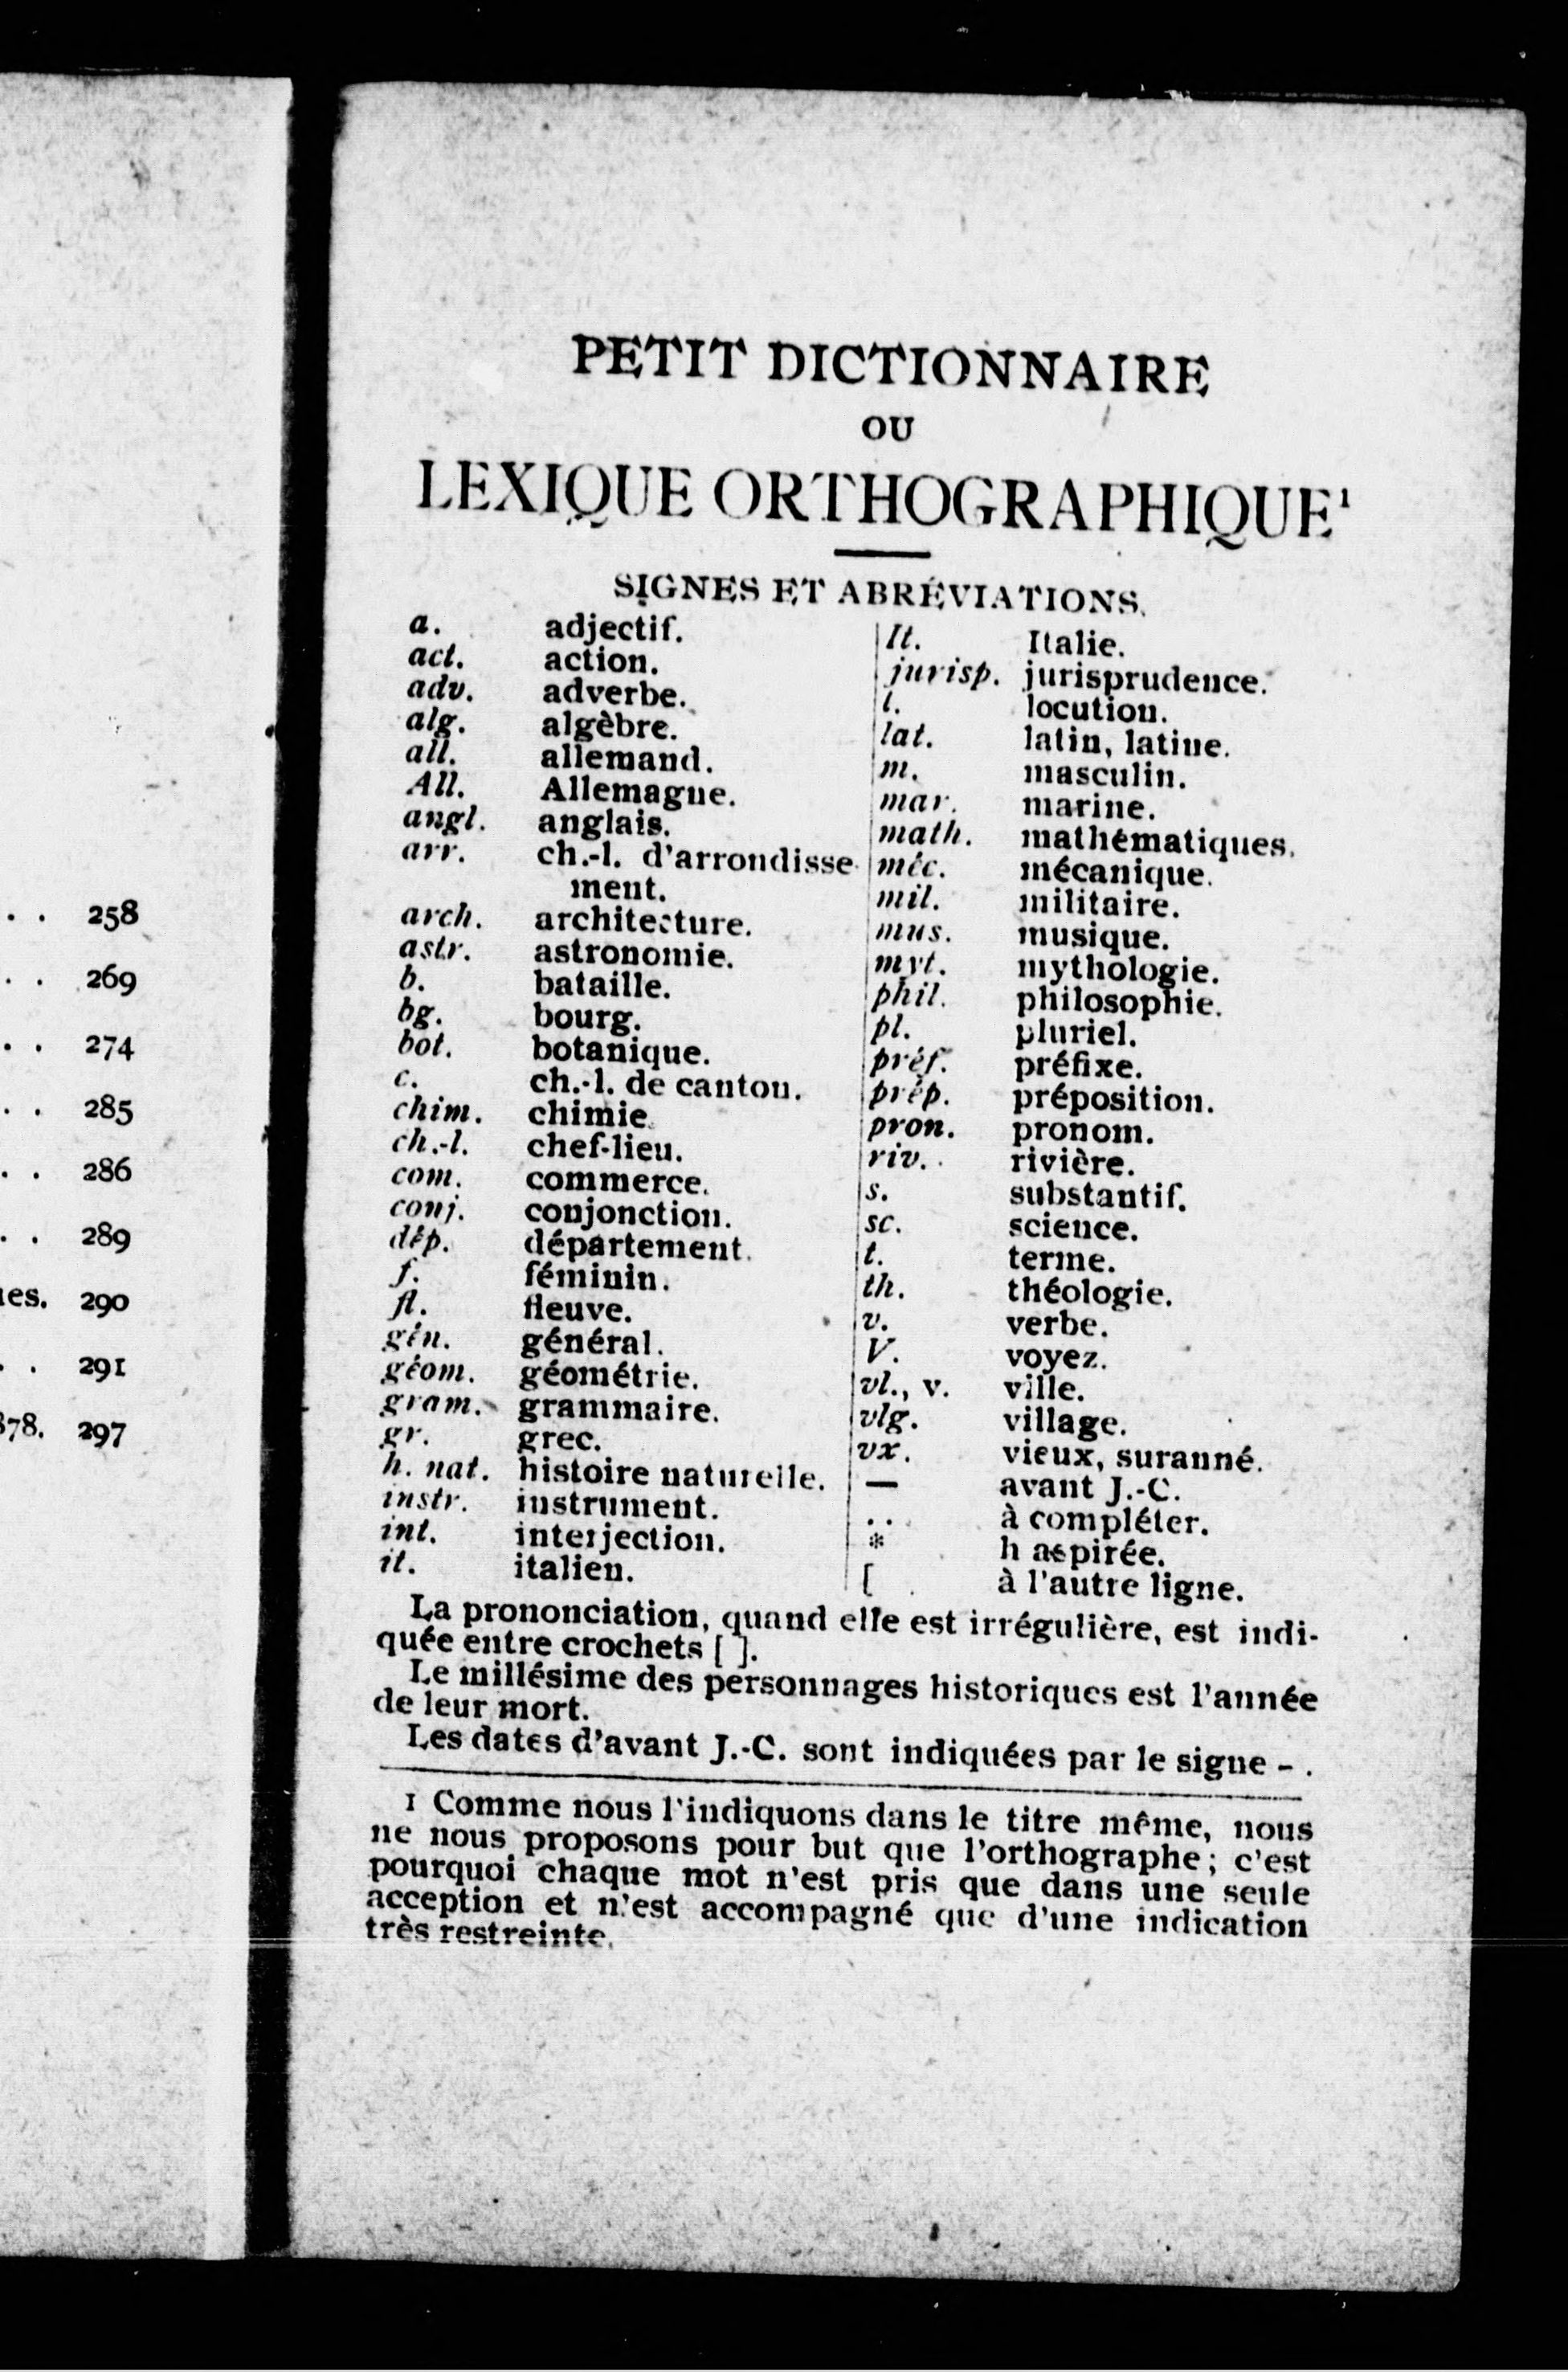 . . 258
. . 269
. . 274
. . 285
. . 286
. . 289
290
. . 291
878. 297
PETIT DICTIONNAIRE
OU
LEXIQUE ORTHOGRAPHIQUE¹
SIGNES ET ABRÉVIATIONS.
a. adjectif.
act. action.
adv. adverbe.
alg. algèbre.
all. allemand.
All. Allemagne.
angl. anglais.
arr. ch.-l. d'arrondisse-
ment.
arch. architecture.
astr. astronomie.
b. bataille.
bg. bourg.
bot. botanique.
c. ch.-l. de canton.
chim. chimie.
ch.-l. chef-lieu.
com. commerce.
conj. conjonction.
dép. département.
f. féminin.
fl. fleuve.
gén. général.
géom. géométrie.
gram. grammaire.
gr. grec.
h. nat. histoire naturelle.
instr. instrument.
int. interjection.
it. italien.
It. Italie.
jurisp. jurisprudence.
l. locution.
lat. latin, latine.
m. masculin.
mar. marine.
math. mathématiques.
méc. mécanique.
mil. militaire.
mus. musique.
myt. mythologie.
phil. philosophie.
pl. pluriel.
préf. préfixe.
prép. préposition.
pron. pronom.
riv. rivière.
s. substantif.
sc. science.
t. terme.
th. théologie.
v. verbe.
V. voyez.
vl., v. ville.
vlg. village.
vx. vieux, suranné.
— avant J.-C.
.. à compléter.
* h aspirée.
[ à l'autre ligne.
La prononciation, quand elle est irrégulière, est indi-
quée entre crochets [ ].
Le millésime des personnages historiques est l'année
de leur mort.
Les dates d'avant J.-C. sont indiquées par le signe - .
1 Comme nous l'indiquons dans le titre même, nous
ne nous proposons pour but que l'orthographe; c'est
pourquoi chaque mot n'est pris que dans une seule
acception et n'est accompagné que d'une indication
très restreinte.